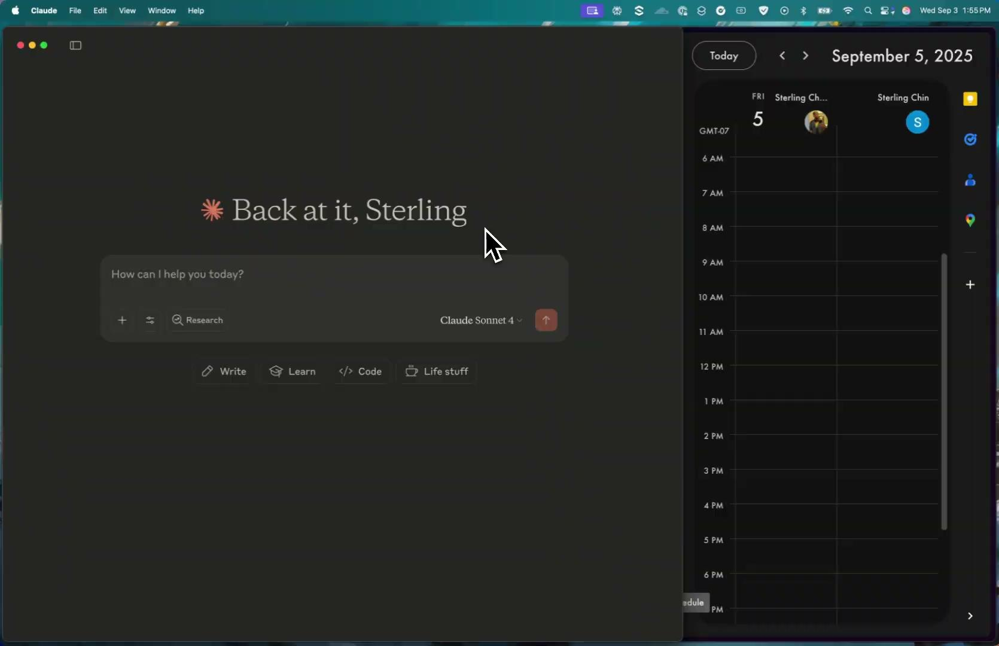 Claude File Edit View Window Help
Wed Sep 3 1:55 PM
Back at it, Sterling
How can I help you today?
Research
Claude Sonnet 4
Write
Learn
</> Code
Life stuff
Today
September 5, 2025
FRI
5
Sterling Ch...
Sterling Chin
S
GMT-07
6 AM
7 AM
8 AM
9 AM
10 AM
11 AM
12 PM
1 PM
2 PM
3 PM
4 PM
5 PM
6 PM
edule
PM